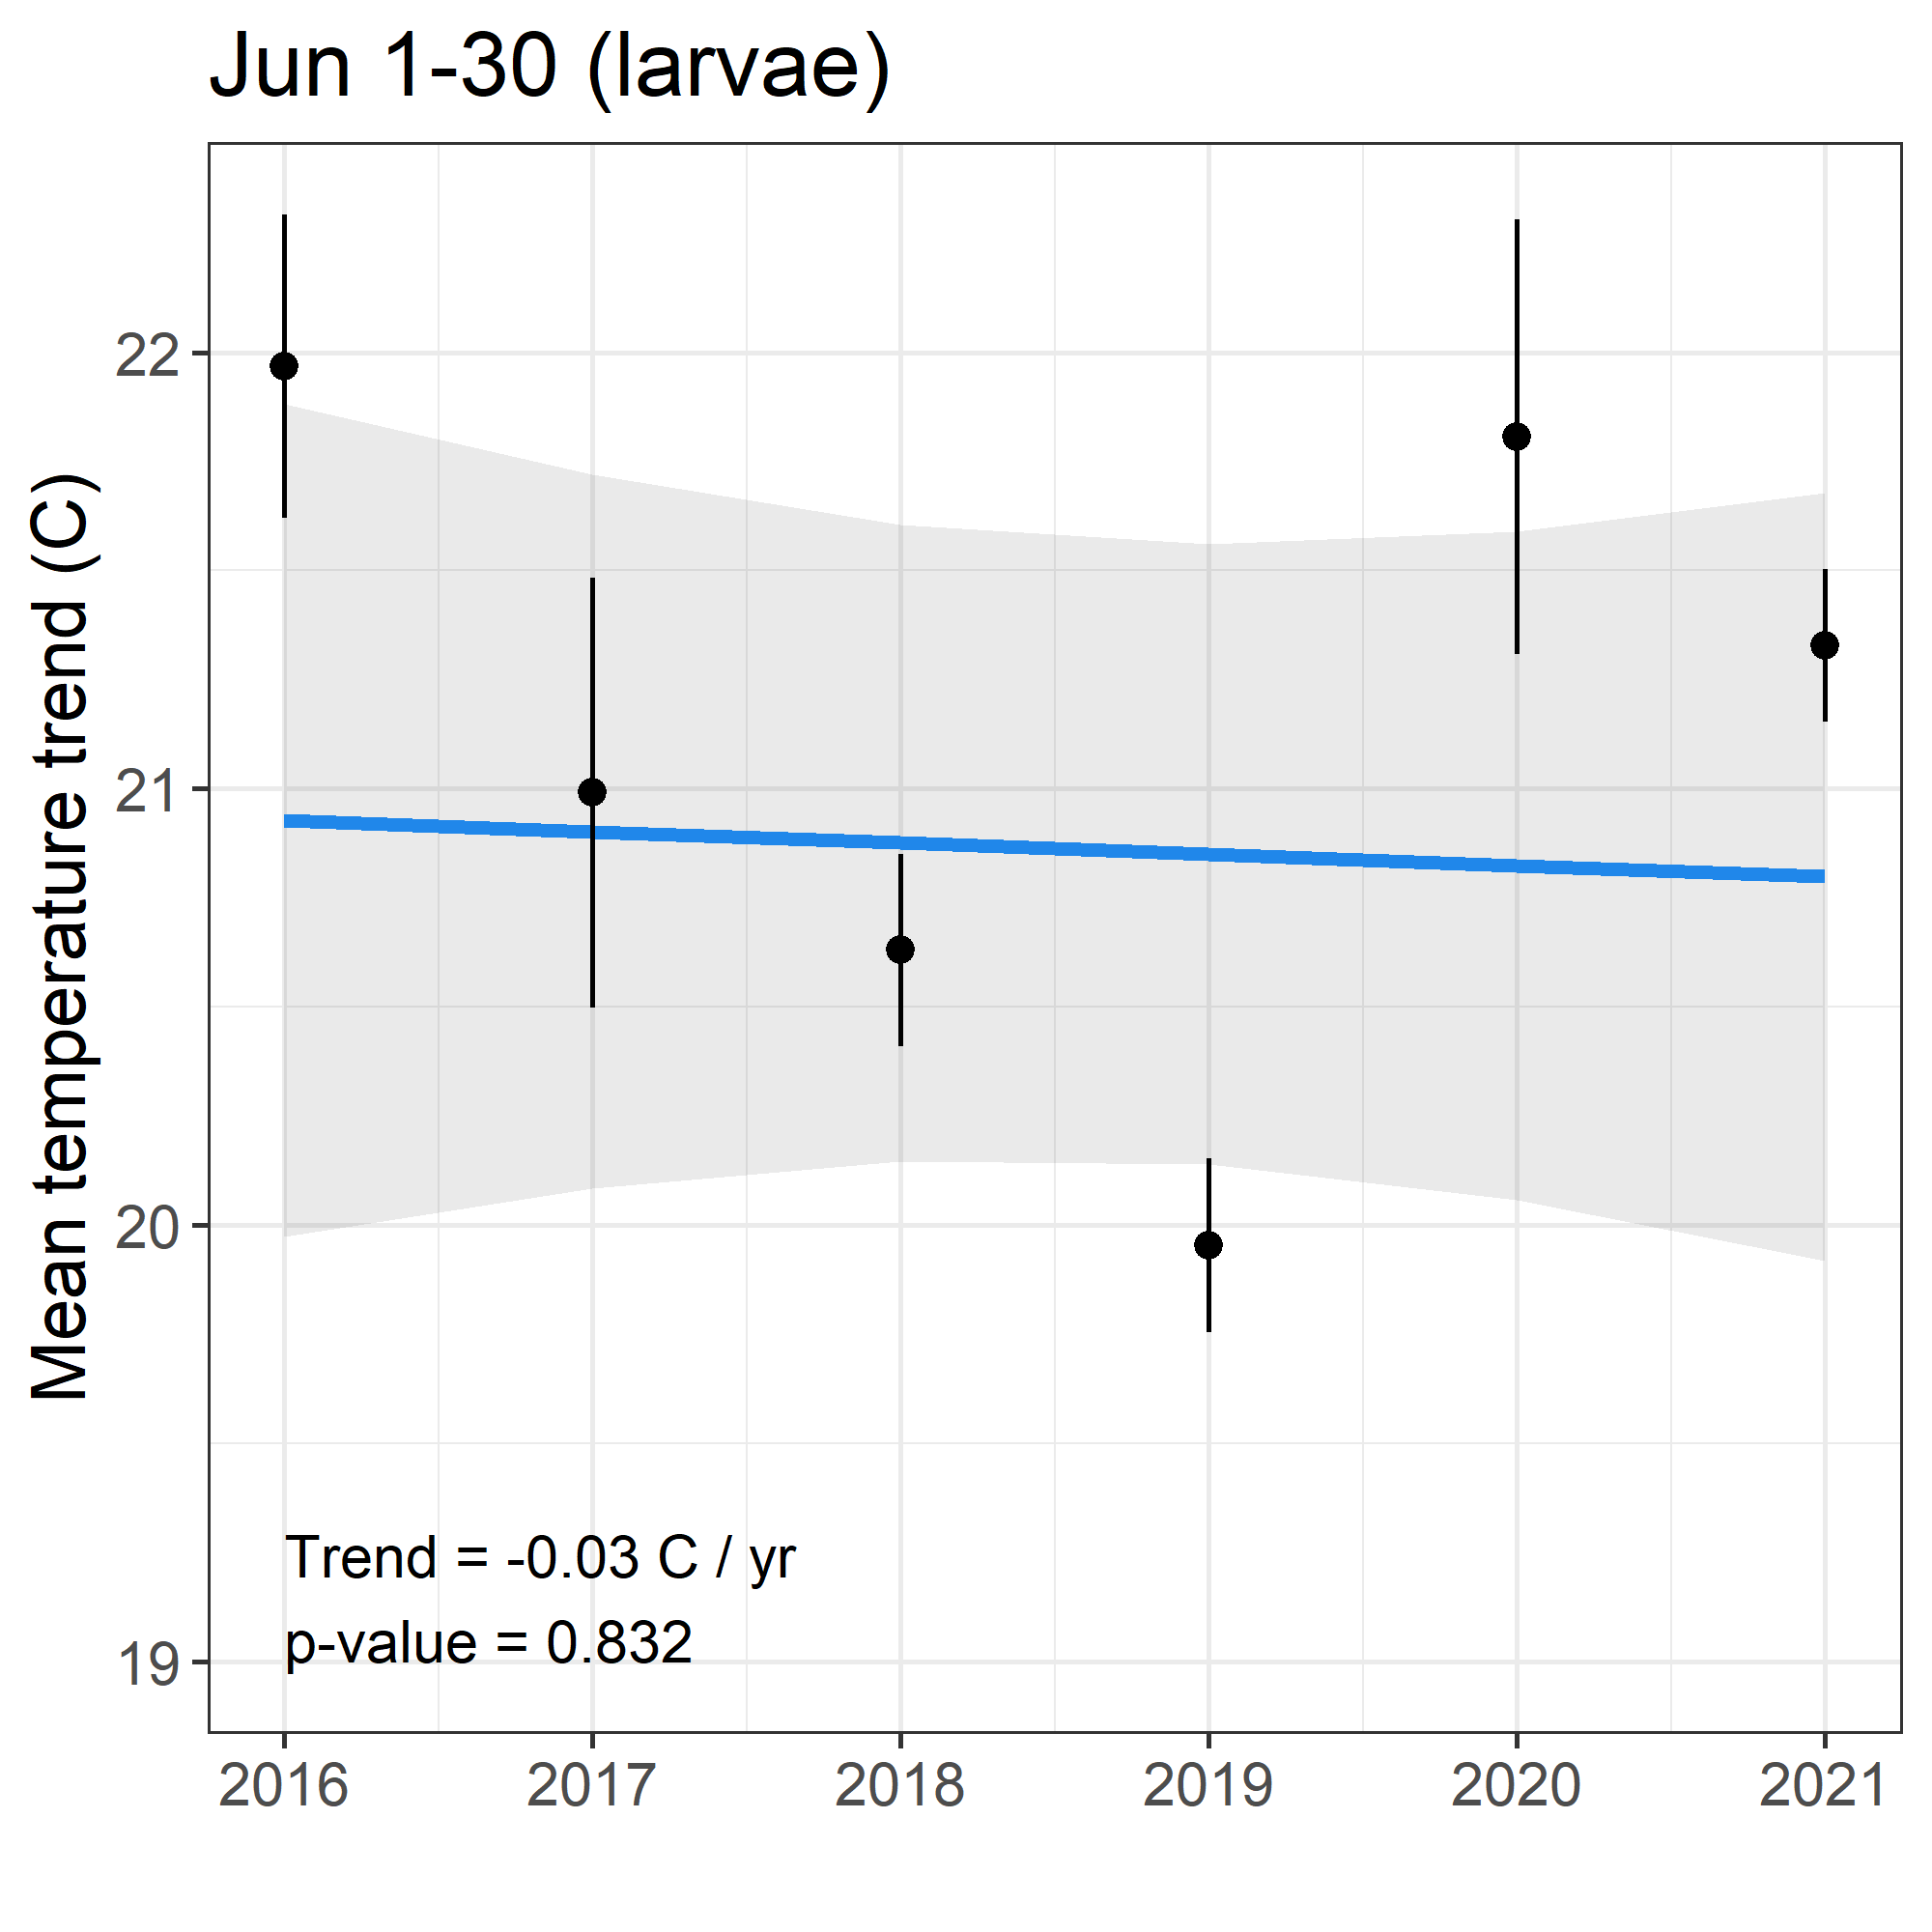 Jun 1-30 (larvae)
Mean temperature trend (C)
22
21
20
19
Trend = -0.03 C / yr
p-value = 0.832
2016 2017 2018 2019 2020 2021